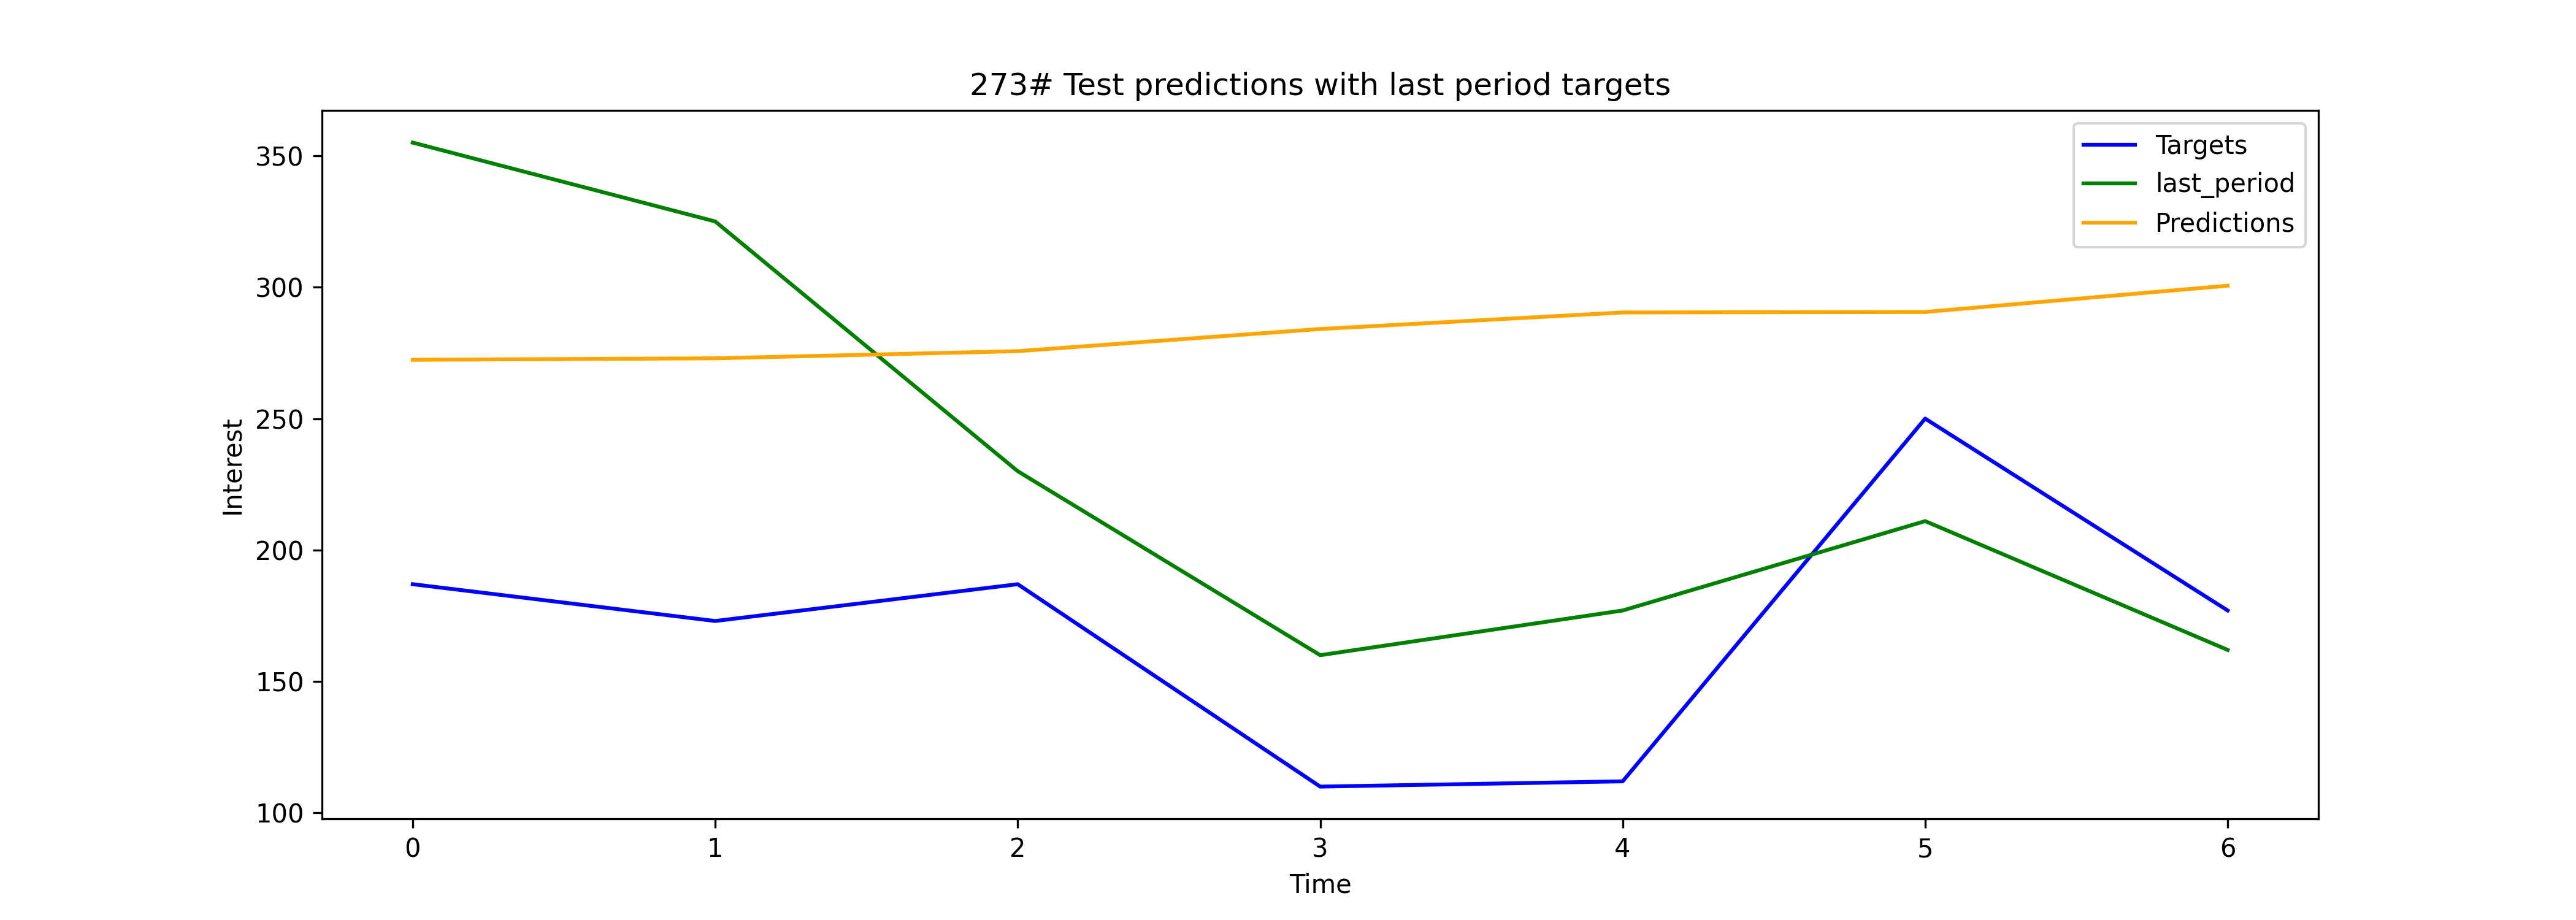 273# Test predictions with last period targets
Targets
last_period
Predictions
350
300
250
200
150
100
Interest
0 1 2 3 4 5 6
Time